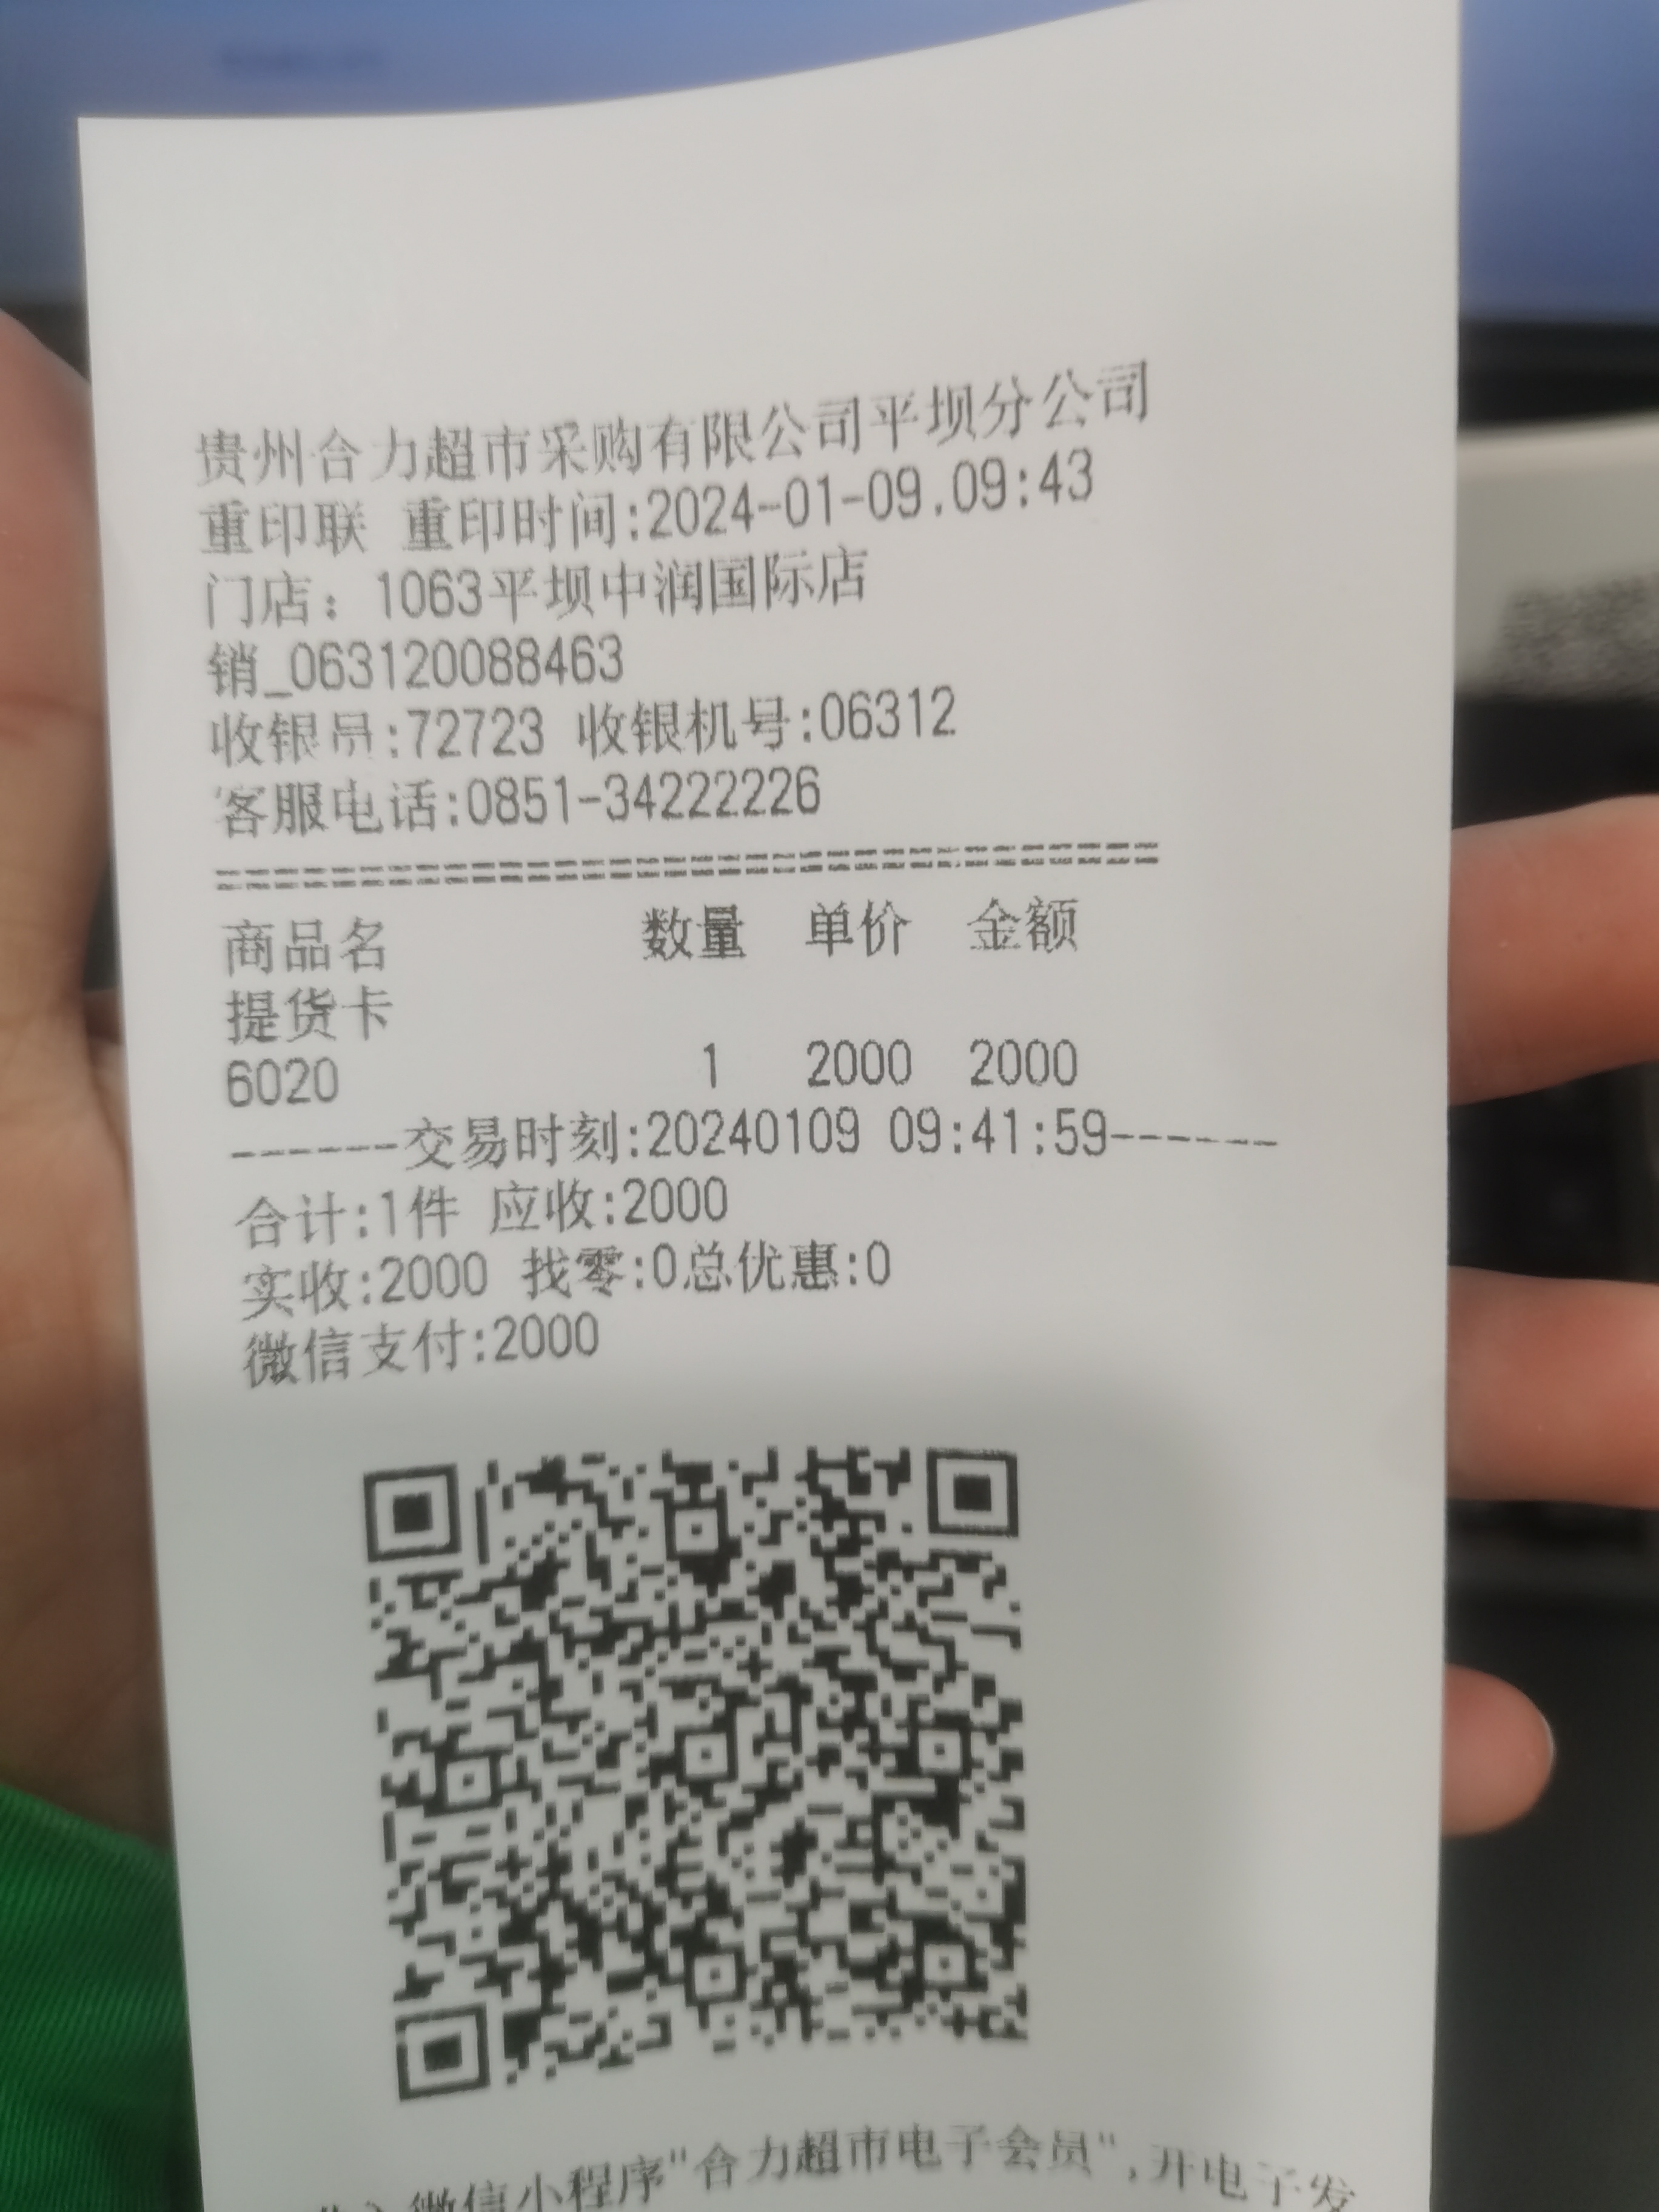 贵州合力超市采购有限公司平坝分公司
重印联 重印时间:2024-01-09.09:43
门店：1063平坝中润国际店
销_063120088463
收银员:72723 收银机号:06312
客服电话:0851-34222226
商品名 数量 单价 金额
提货卡
6020 1 2000 2000
------交易时刻:20240109 09:41:59------
合计:1件 应收:2000
实收:2000 找零:0总优惠:0
微信支付:2000
微信小程序"合力超市电子会员",开电子发